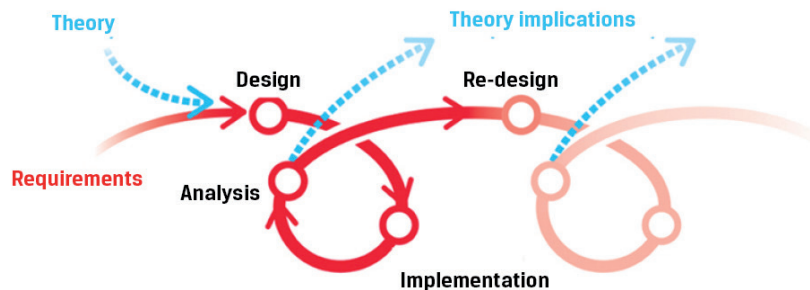 Theory
Theory implications
Design
Re-design
Requirements
Analysis
Implementation